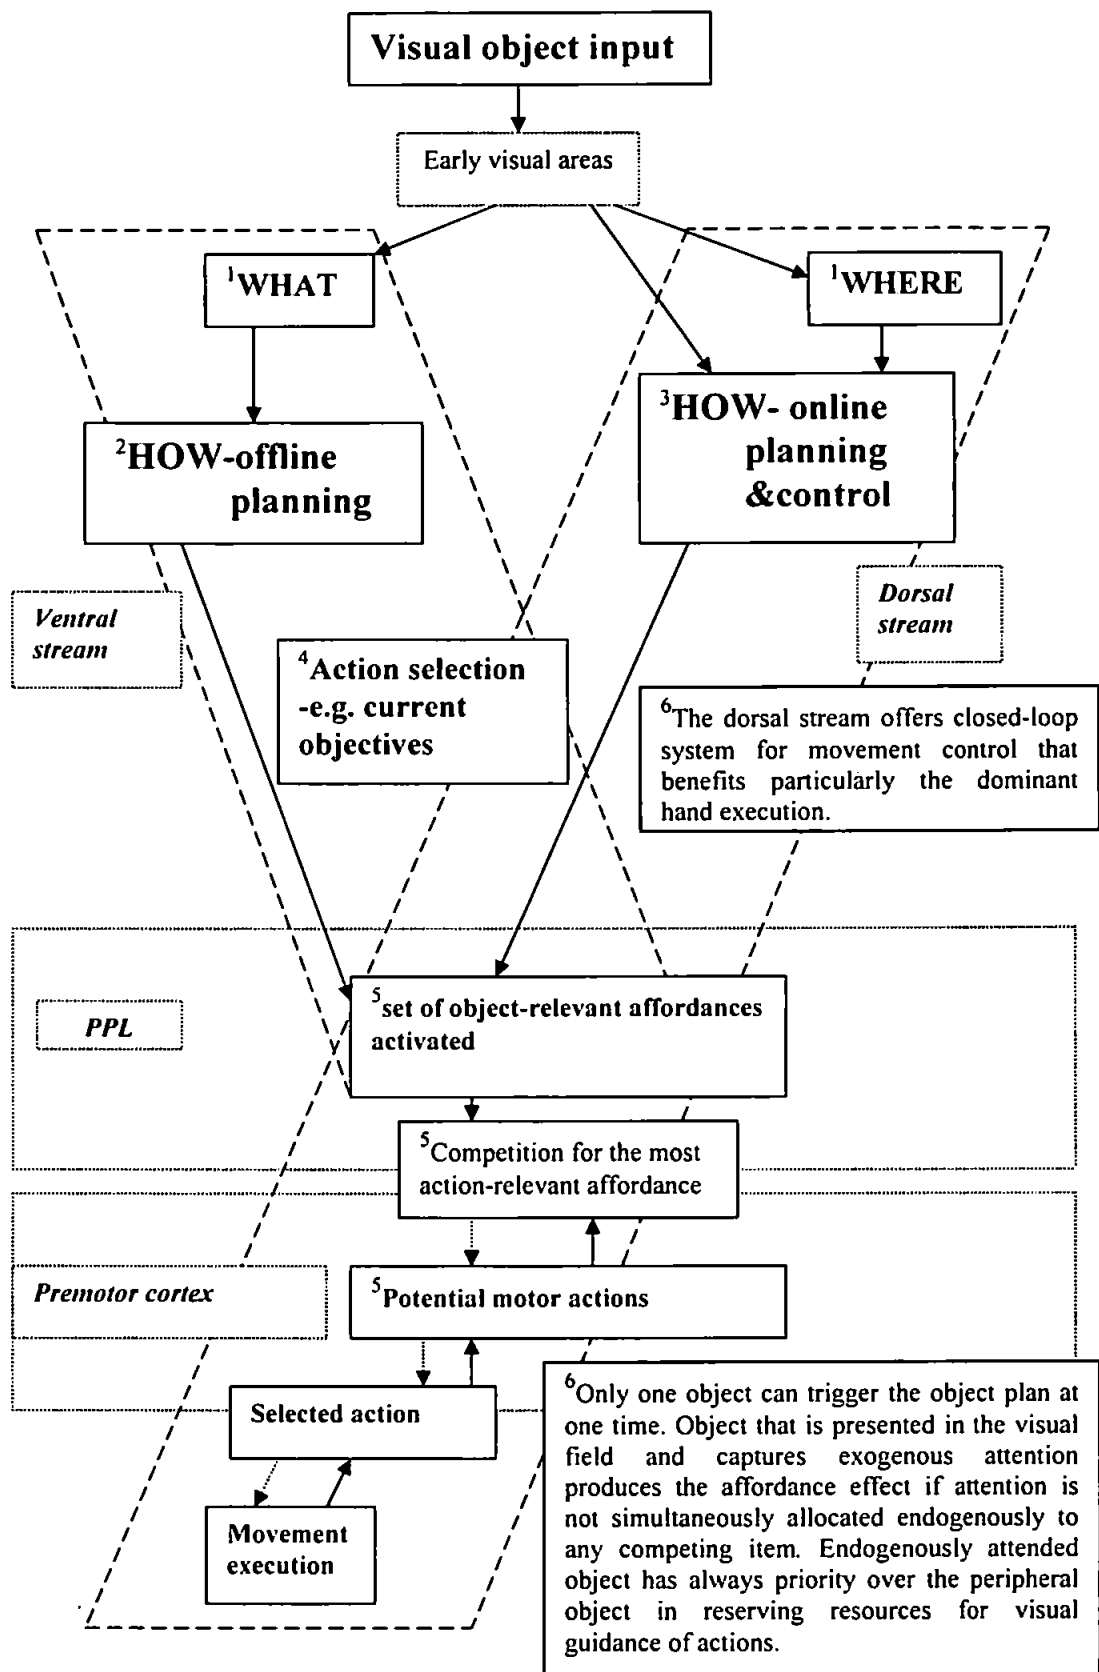 Visual object input
Early visual areas
¹WHAT
¹WHERE
²HOW-offline
planning
³HOW- online
planning
&control
Ventral
stream
Dorsal
stream
⁴Action selection
-e.g. current
objectives
⁶The dorsal stream offers closed-loop
system for movement control that
benefits particularly the dominant
hand execution.
⁵set of object-relevant affordances
activated
PPL
⁵Competition for the most
action-relevant affordance
Premotor cortex
⁵Potential motor actions
Selected action
Movement
execution
⁶Only one object can trigger the object plan at
one time. Object that is presented in the visual
field and captures exogenous attention
produces the affordance effect if attention is
not simultaneously allocated endogenously to
any competing item. Endogenously attended
object has always priority over the peripheral
object in reserving resources for visual
guidance of actions.